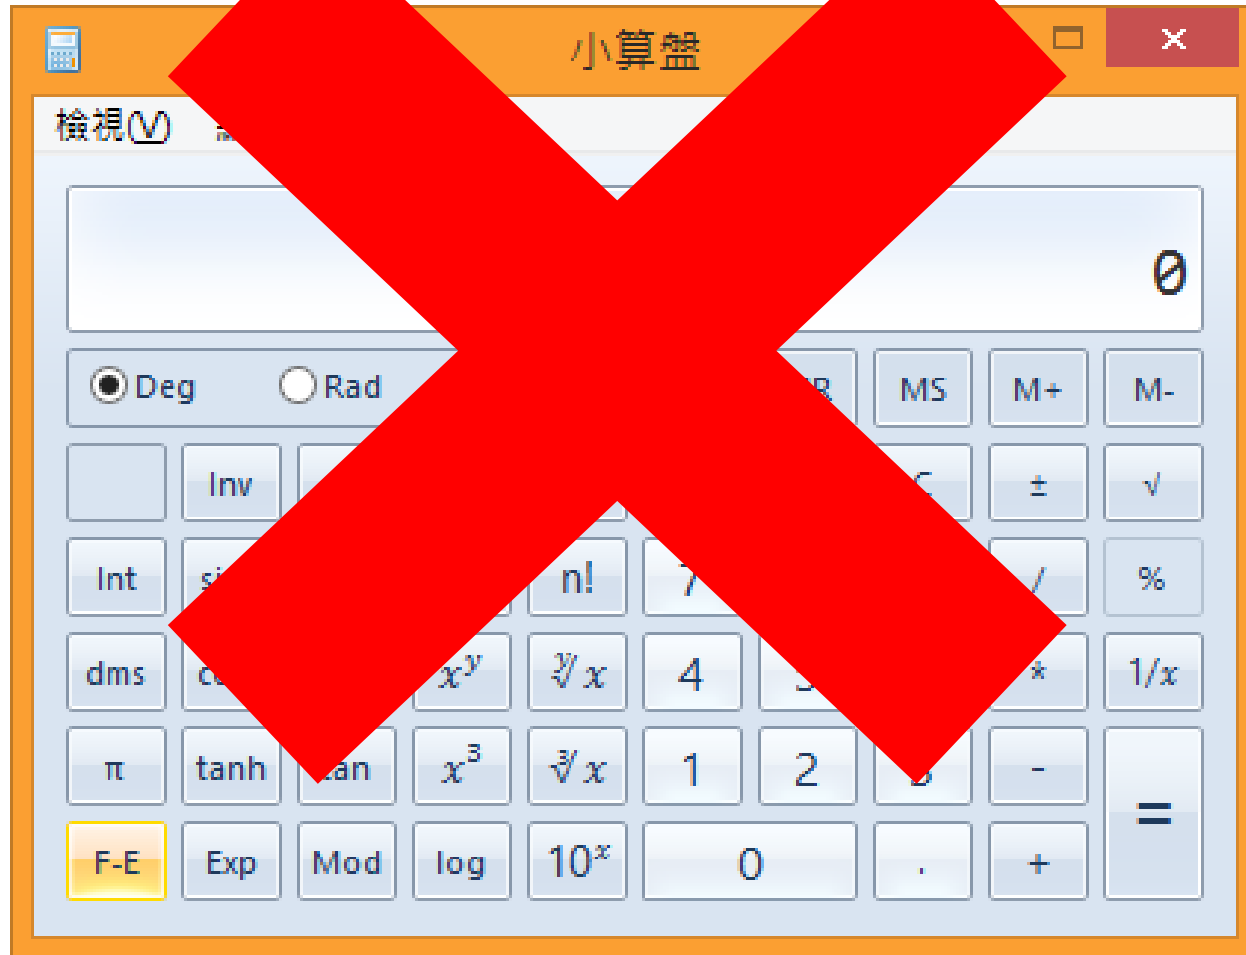 小算盤
檢視(V)
0
Deg Rad MS M+ M-
Inv ± √
Int n! 7 / %
dms x^y ʸ√x 4 * 1/x
π tanh x³ ³√x 1 2 - =
F-E Exp Mod log 10^x 0 . +